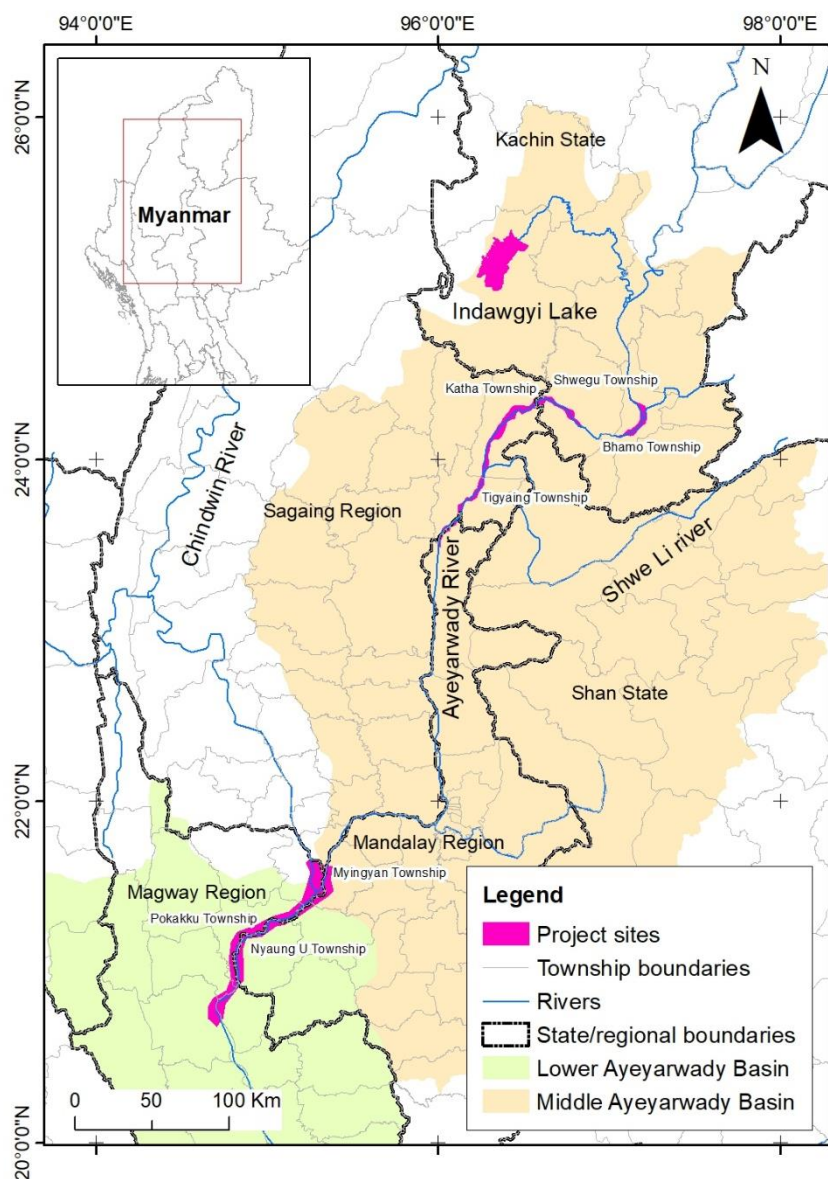 94°0'0"E
96°0'0"E
98°0'0"E
26°0'0"N
24°0'0"N
22°0'0"N
20°0'0"N
N
Myanmar
Kachin State
Indawgyi Lake
Katha Township
Shwegu Township
Bhamo Township
Tigyaing Township
Chindwin River
Sagaing Region
Ayeyarwady River
Shwe Li river
Shan State
Mandalay Region
Myingyan Township
Magway Region
Pokakku Township
Nyaung U Township
0 50 100 Km
Legend
Project sites
Township boundaries
Rivers
State/regional boundaries
Lower Ayeyarwady Basin
Middle Ayeyarwady Basin